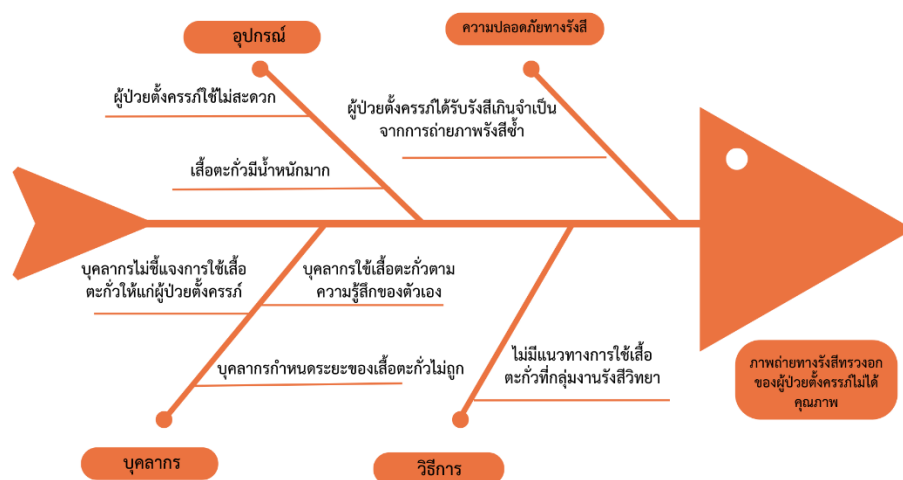 อุปกรณ์
ความปลอดภัยทางรังสี
ผู้ป่วยตั้งครรภ์ใช้ไม่สะดวก
ผู้ป่วยตั้งครรภ์ได้รับรังสีเกินจำเป็น
จากการถ่ายภาพรังสีซ้ำ
เสื้อตะกั่วมีน้ำหนักมาก
บุคลากรไม่ชี้แจงการใช้เสื้อ
ตะกั่วให้แก่ผู้ป่วยตั้งครรภ์
บุคลากรใช้เสื้อตะกั่วตาม
ความรู้สึกของตัวเอง
บุคลากรกำหนดระยะของเสื้อตะกั่วไม่ถูก
ไม่มีแนวทางการใช้เสื้อ
ตะกั่วที่กลุ่มงานรังสีวิทยา
ภาพถ่ายทางรังสีทรวงอก
ของผู้ป่วยตั้งครรภ์ไม่ได้
คุณภาพ
บุคลากร
วิธีการ